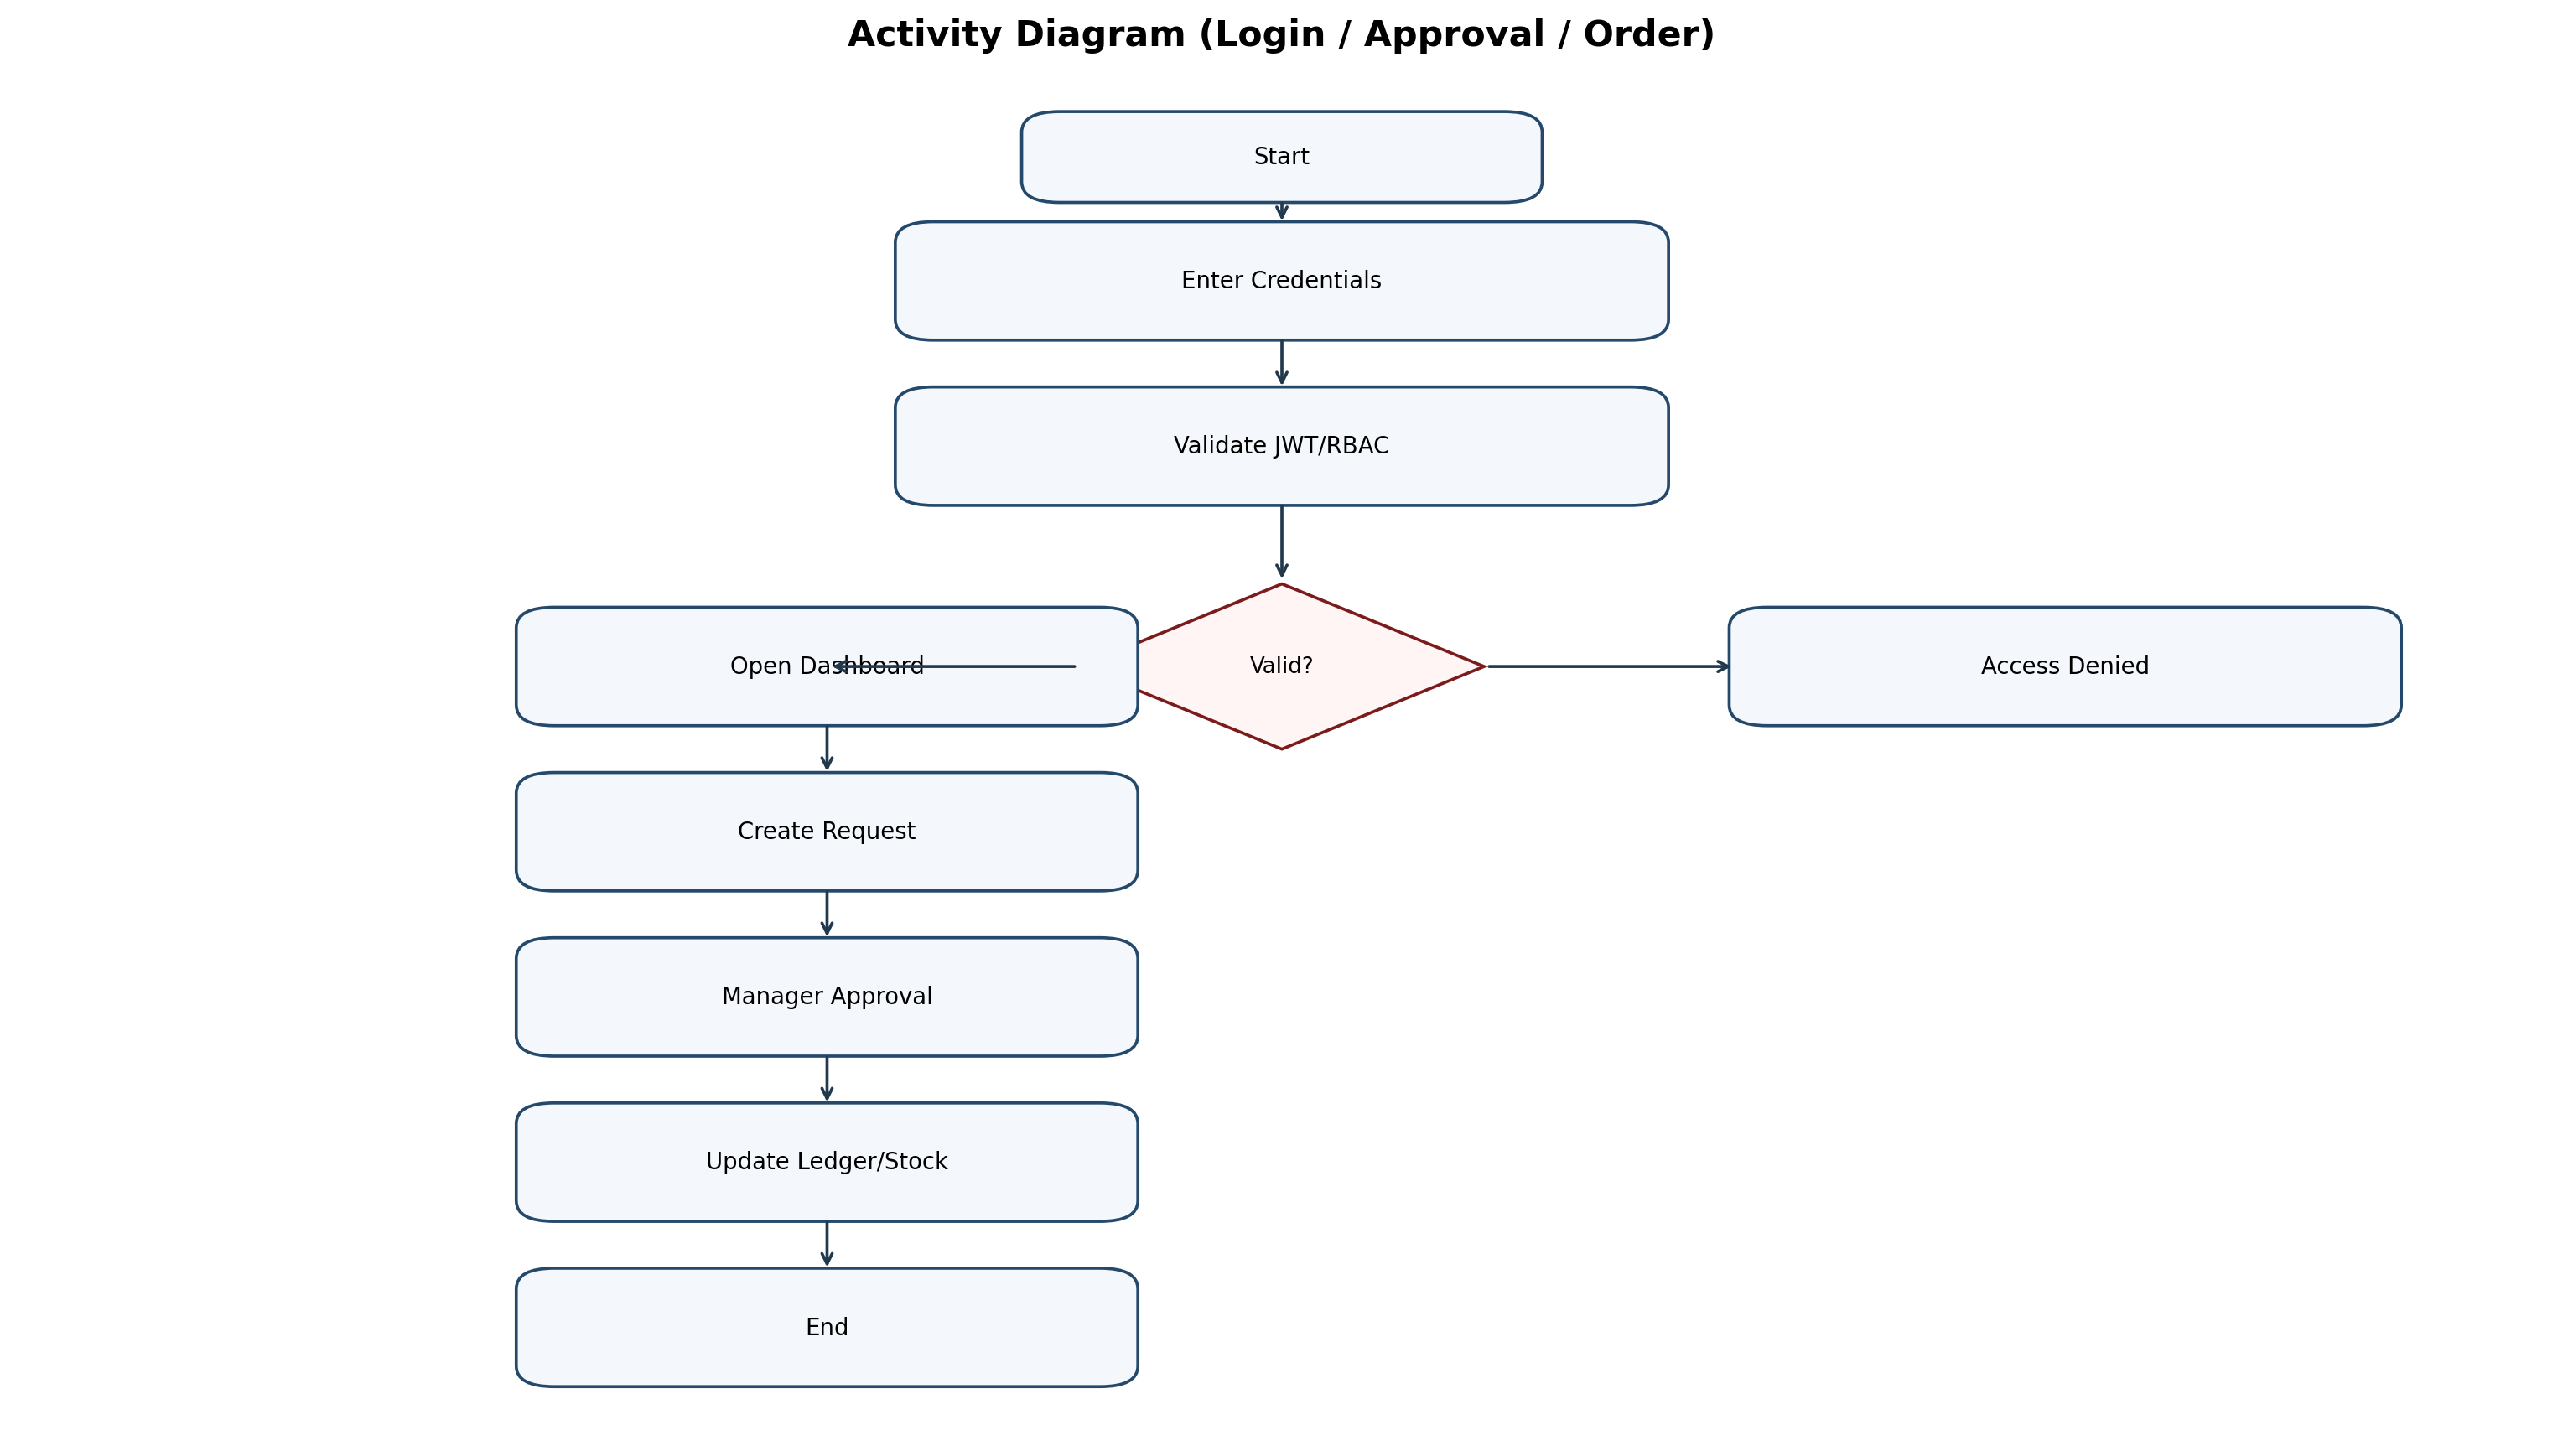 Activity Diagram (Login / Approval / Order)
Start
Enter Credentials
Validate JWT/RBAC
Open Dashboard
Valid?
Access Denied
Create Request
Manager Approval
Update Ledger/Stock
End